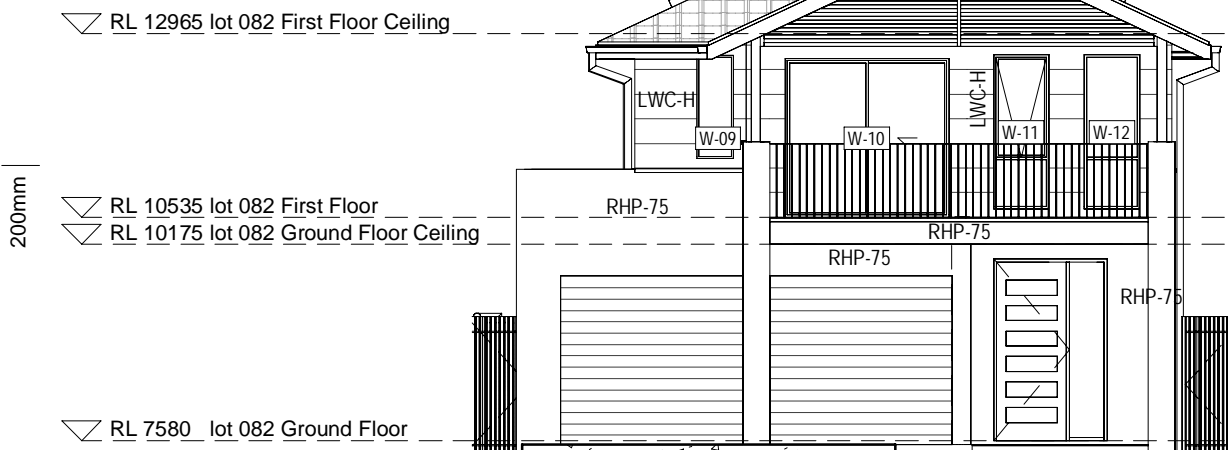 RL 12965 lot 082 First Floor Ceiling
LWC-H
LWC-H
W-09
W-10
W-11
W-12
200mm
RL 10535 lot 082 First Floor
RHP-75
RL 10175 lot 082 Ground Floor Ceiling
RHP-75
RHP-75
RHP-75
RL 7580 lot 082 Ground Floor